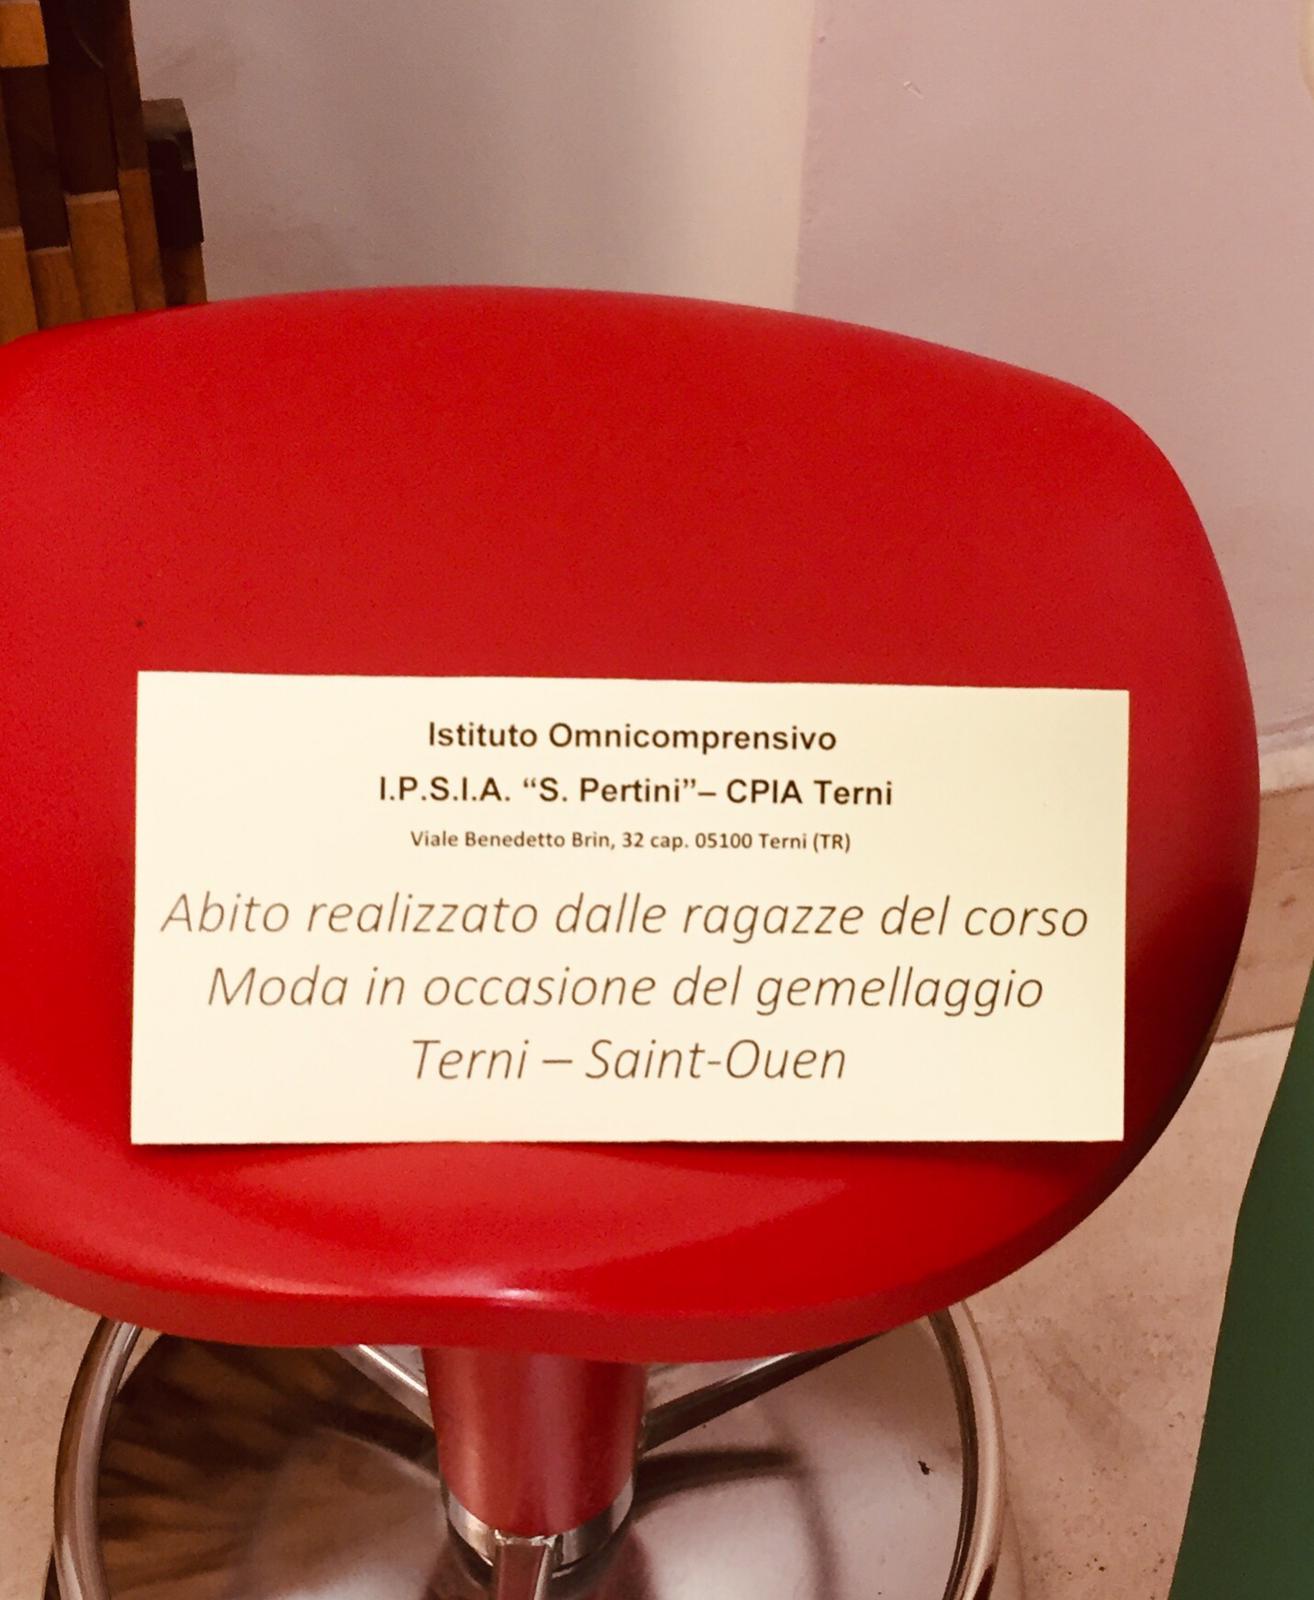 Istituto Omnicomprensivo
I.P.S.I.A. “S. Pertini”– CPIA Terni
Viale Benedetto Brin, 32 cap. 05100 Terni (TR)
Abito realizzato dalle ragazze del corso
Moda in occasione del gemellaggio
Terni – Saint-Ouen